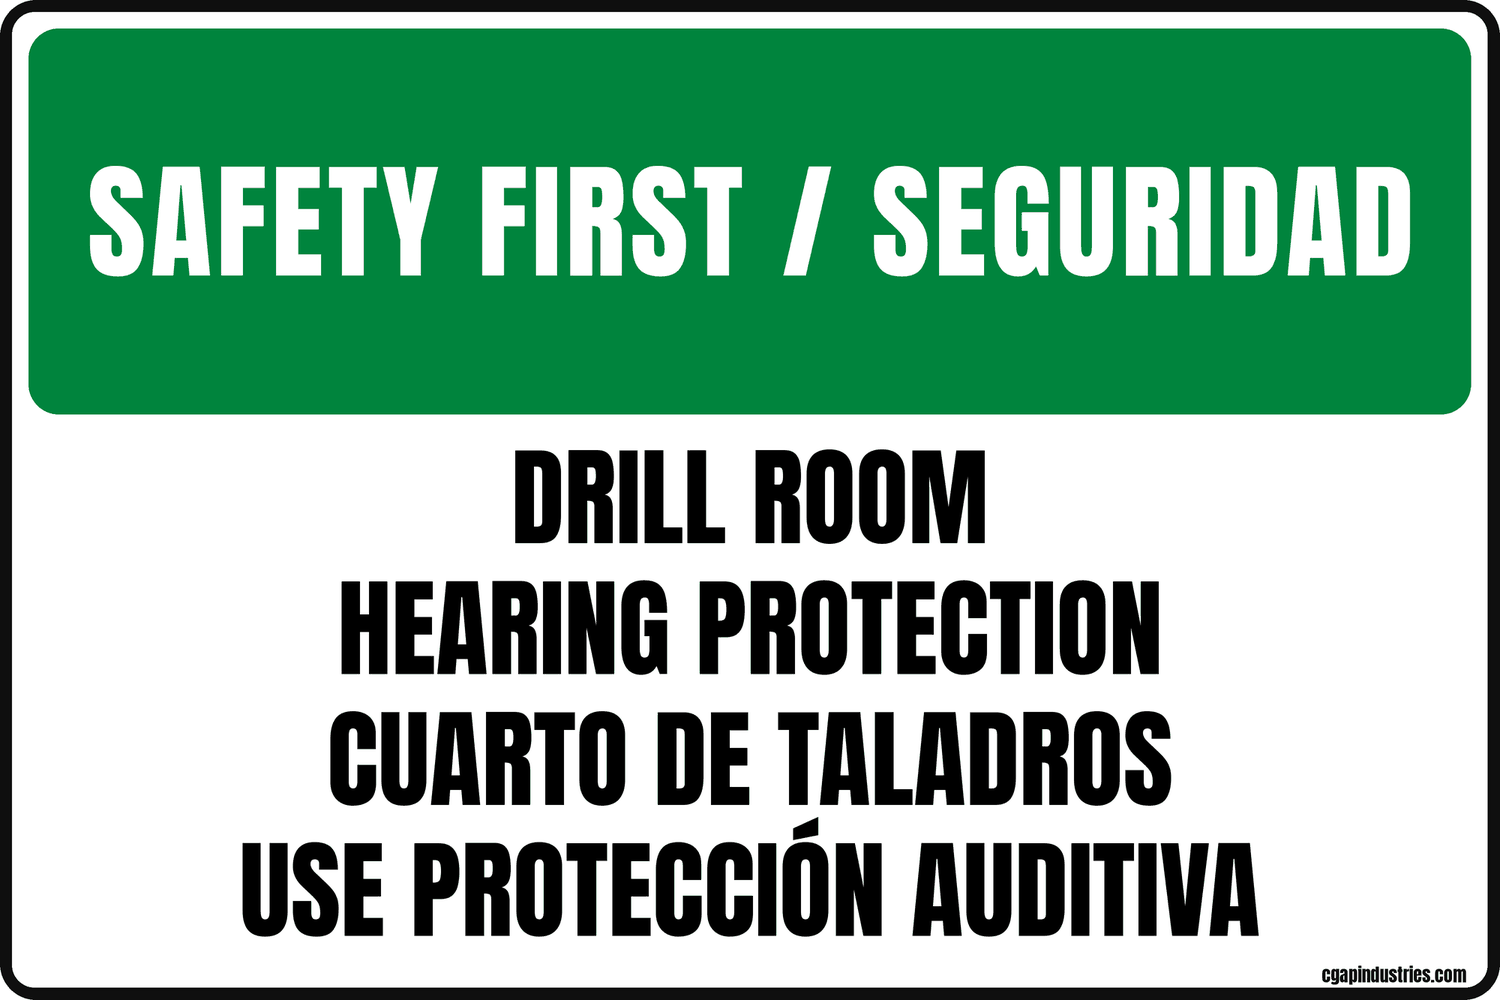 SAFETY FIRST / SEGURIDAD
DRILL ROOM
HEARING PROTECTION
CUARTO DE TALADROS
USE PROTECCIÓN AUDITIVA
cgapindustries.com